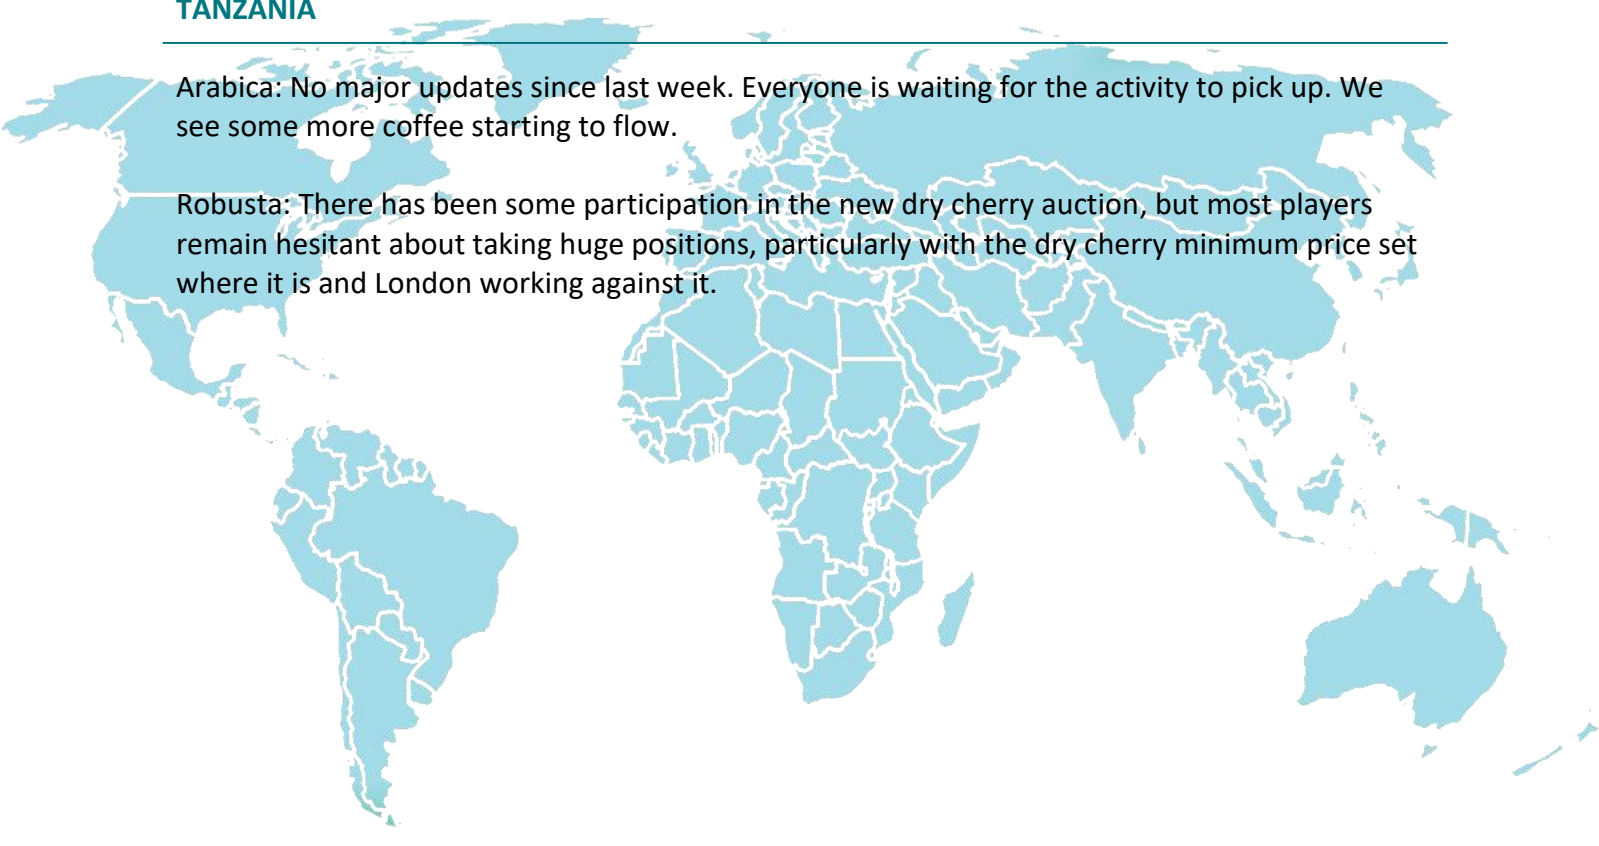 TANZANIA
Arabica: No major updates since last week. Everyone is waiting for the activity to pick up. We
see some more coffee starting to flow.
Robusta: There has been some participation in the new dry cherry auction, but most players
remain hesitant about taking huge positions, particularly with the dry cherry minimum price set
where it is and London working against it.